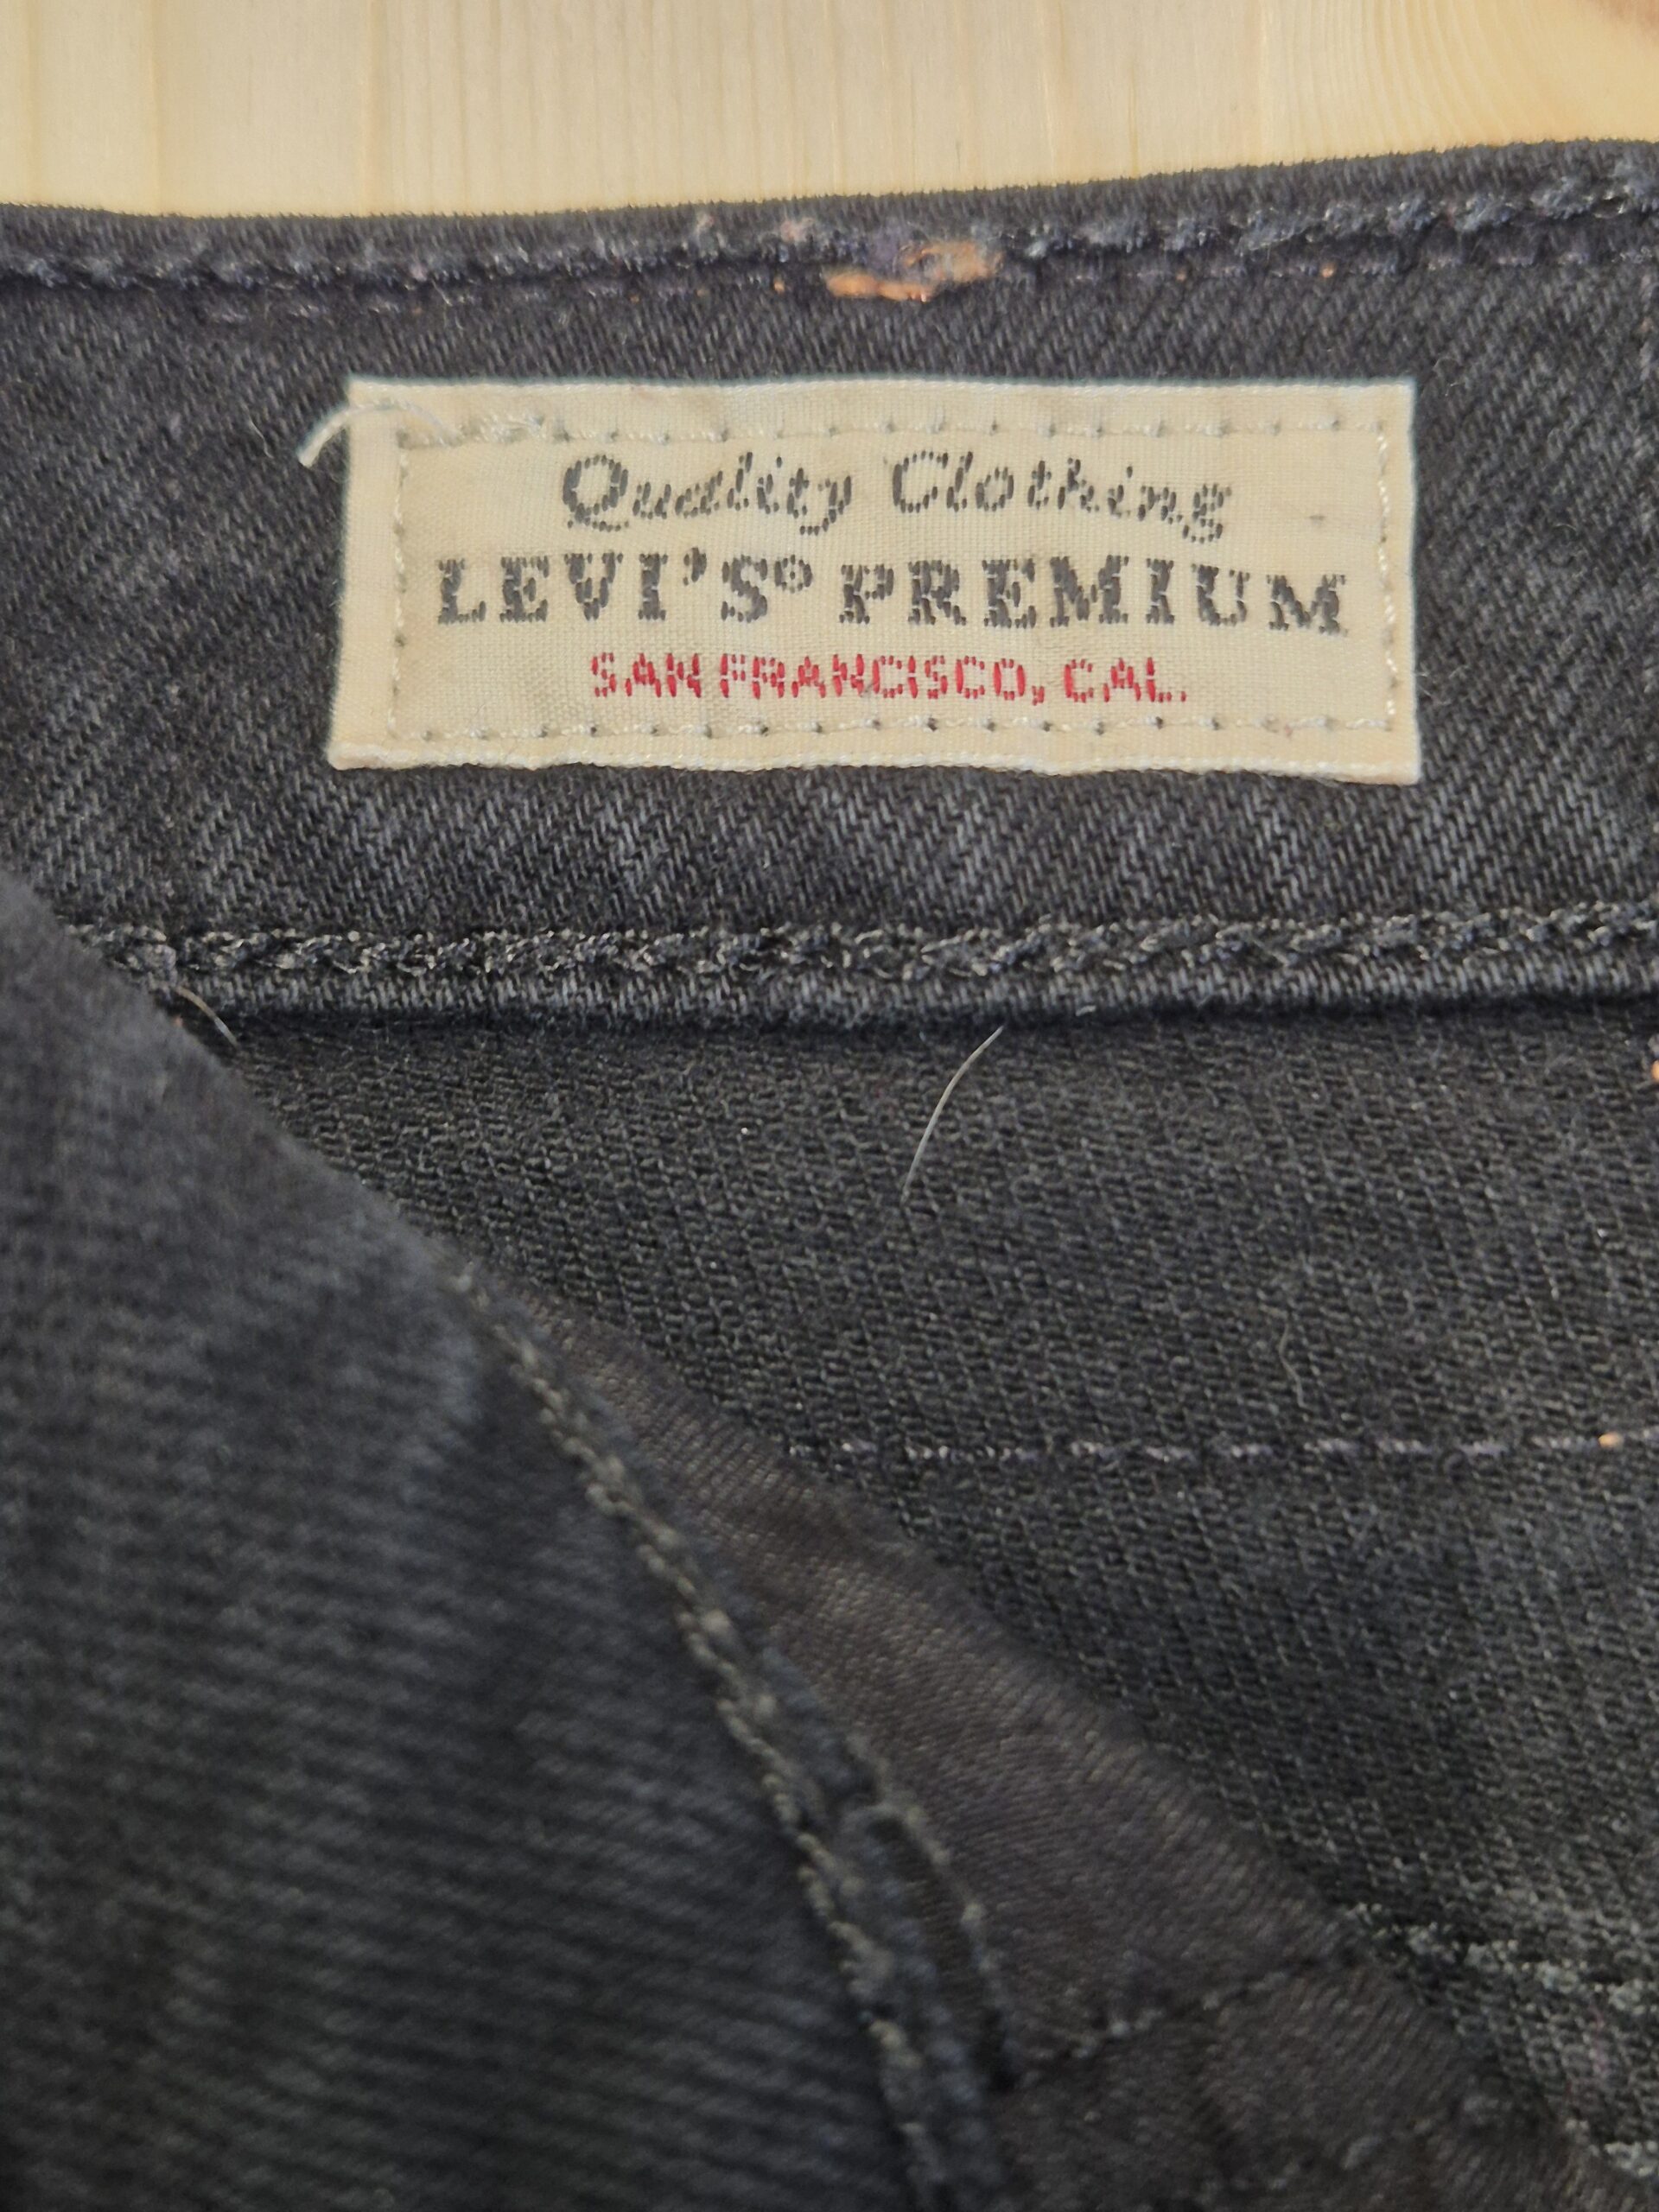 Quality Clothing
LEVI'S® PREMIUM
SAN FRANCISCO, CAL.